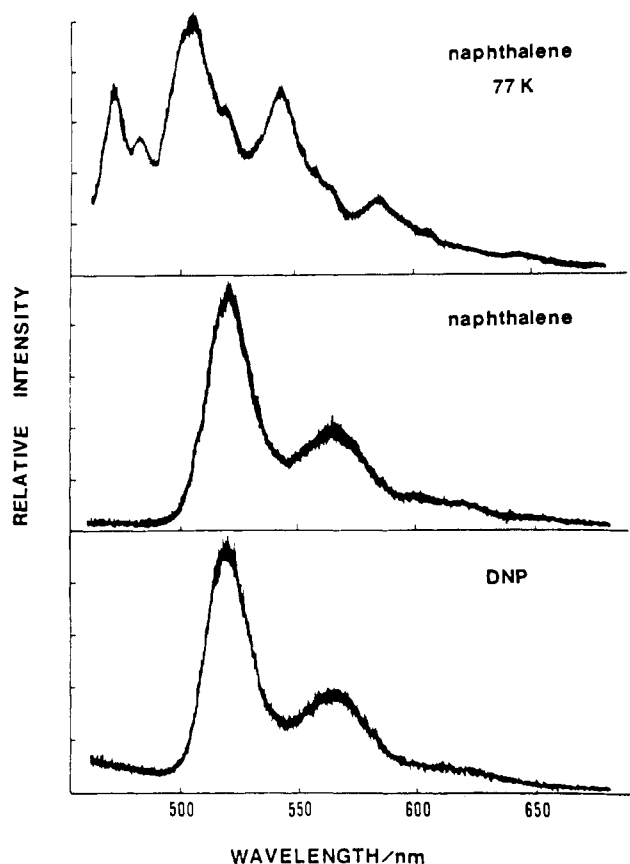 naphthalene
77 K
naphthalene
DNP
RELATIVE INTENSITY
500
550
600
650
WAVELENGTH/nm